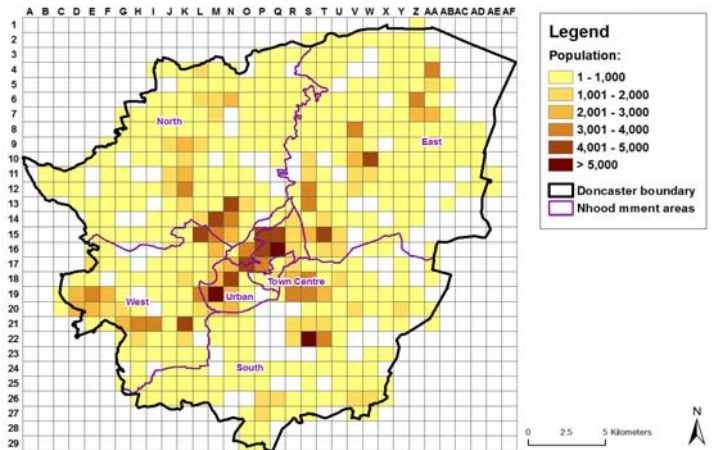 A B C D E F G H I J K L M N O P Q R S T U V W X Y Z AA AB AC AD AE AF
1
2
3
4
5
6
7
8
9
10
11
12
13
14
15
16
17
18
19
20
21
22
23
24
25
26
27
28
29
North
East
Town Centre
West
Urban
South
Legend
Population:
1 - 1,000
1,001 - 2,000
2,001 - 3,000
3,001 - 4,000
4,001 - 5,000
> 5,000
Doncaster boundary
Nhood mment areas
N
0 2.5 5 Kilometers